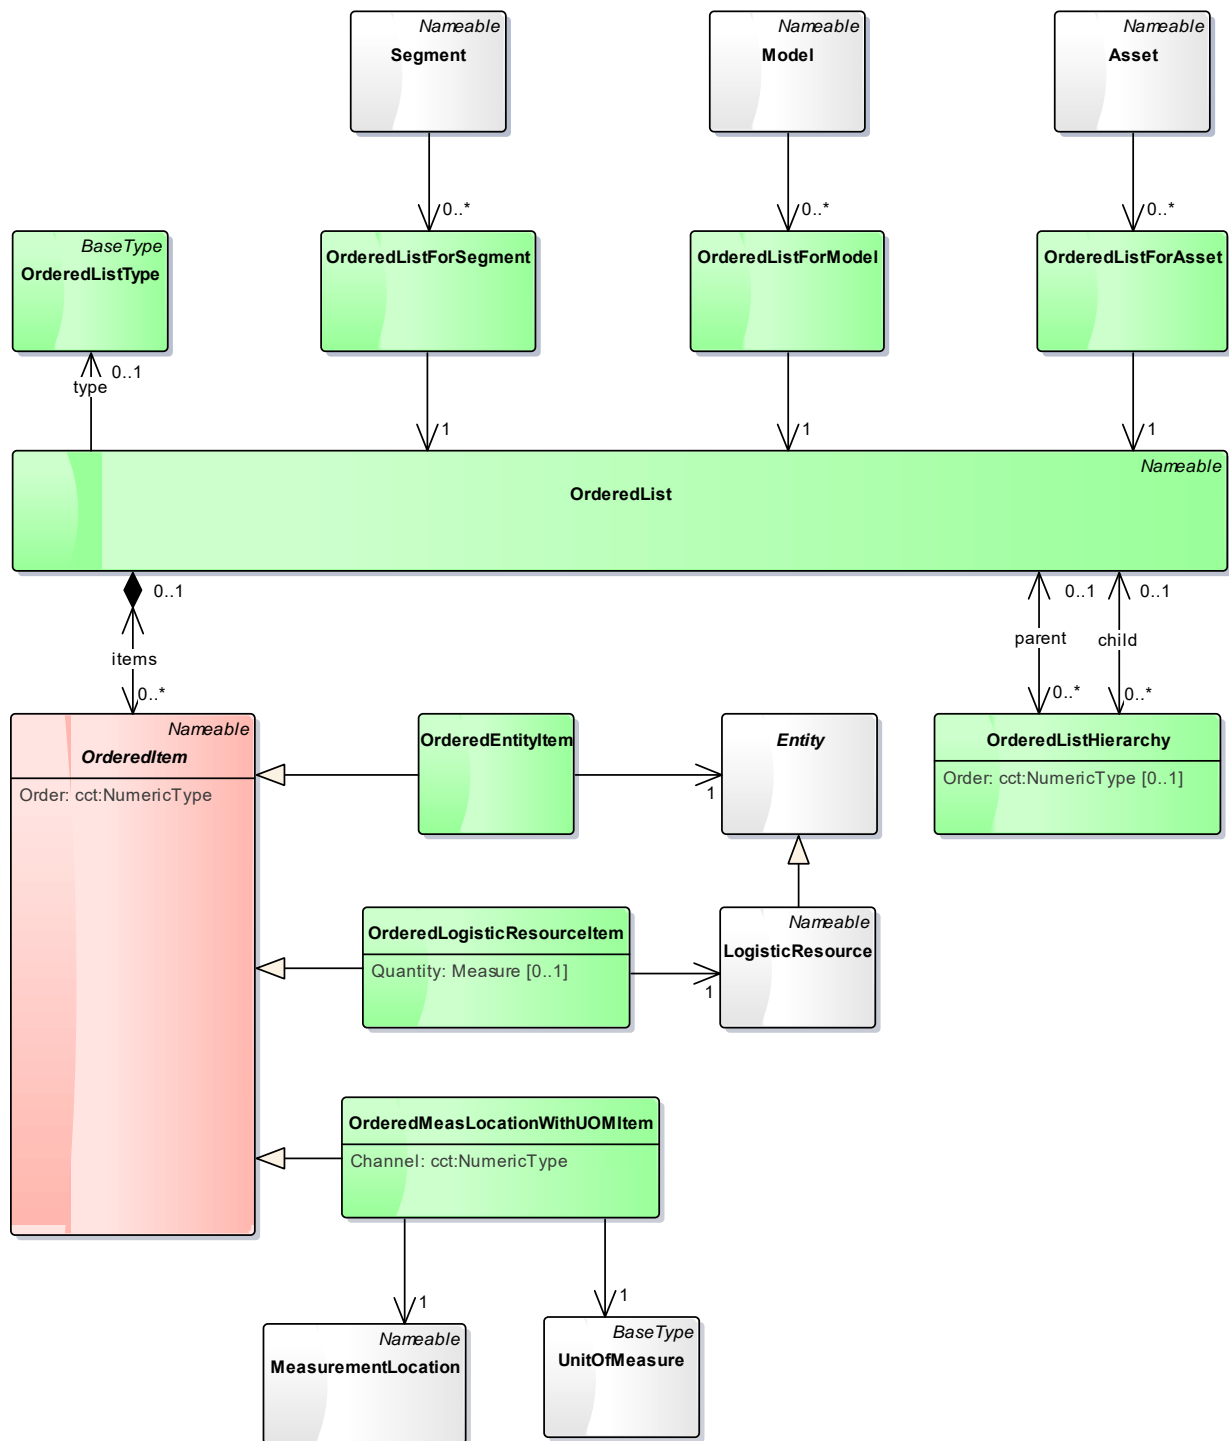 Nameable
Segment
Nameable
Model
Nameable
Asset
0..*
0..*
0..*
BaseType
OrderedListType
OrderedListForSegment
OrderedListForModel
OrderedListForAsset
0..1
type
1
1
1
Nameable
OrderedList
0..1
0..1
0..1
items
parent
child
0..*
0..*
0..*
Nameable
OrderedItem
Order: cct:NumericType
OrderedEntityItem
1
Entity
OrderedListHierarchy
Order: cct:NumericType [0..1]
OrderedLogisticResourceItem
Quantity: Measure [0..1]
1
Nameable
LogisticResource
OrderedMeasLocationWithUOMItem
Channel: cct:NumericType
1
1
Nameable
MeasurementLocation
BaseType
UnitOfMeasure